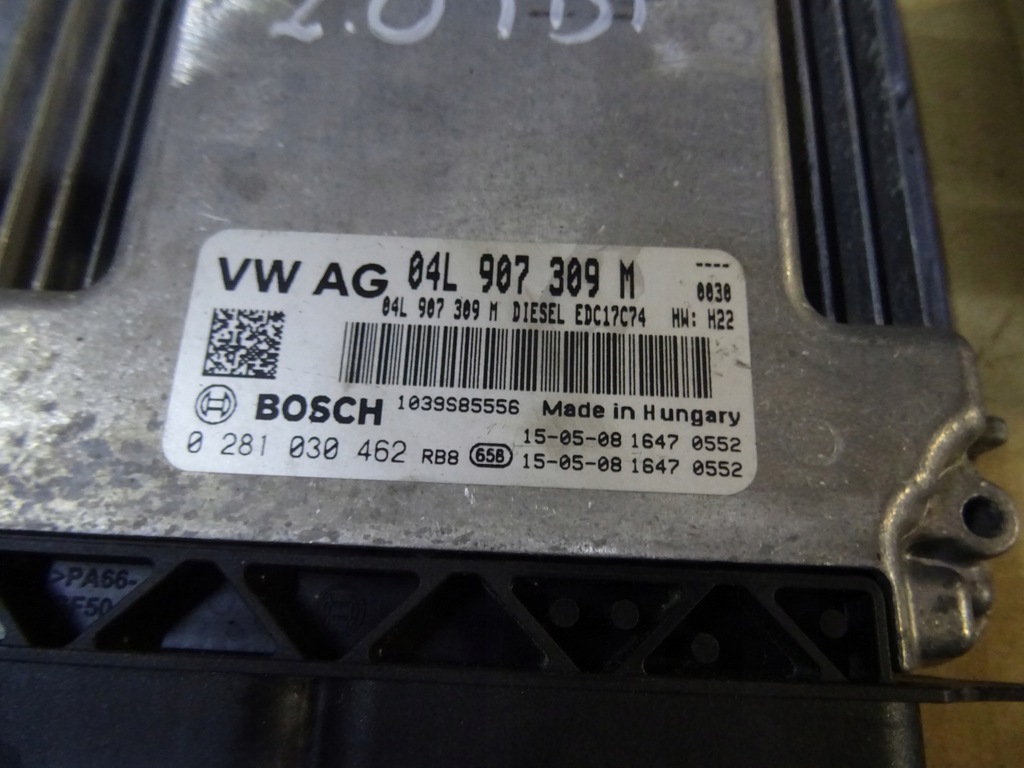 2.0 TDI
VW AG 04L 907 309 M ----
0030
04L 907 309 M DIESEL EDC17C74 HW: H22
BOSCH 1039S85556 Made in Hungary
15-05-08 1647 0552
0 281 030 462 RB8 658 15-05-08 1647 0552
>PA66-